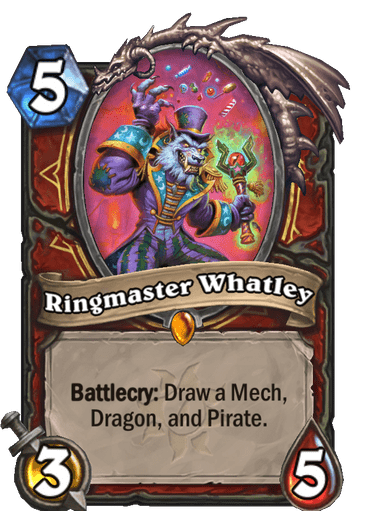 5
Ringmaster Whatley
Battlecry: Draw a Mech,
Dragon, and Pirate.
3
5